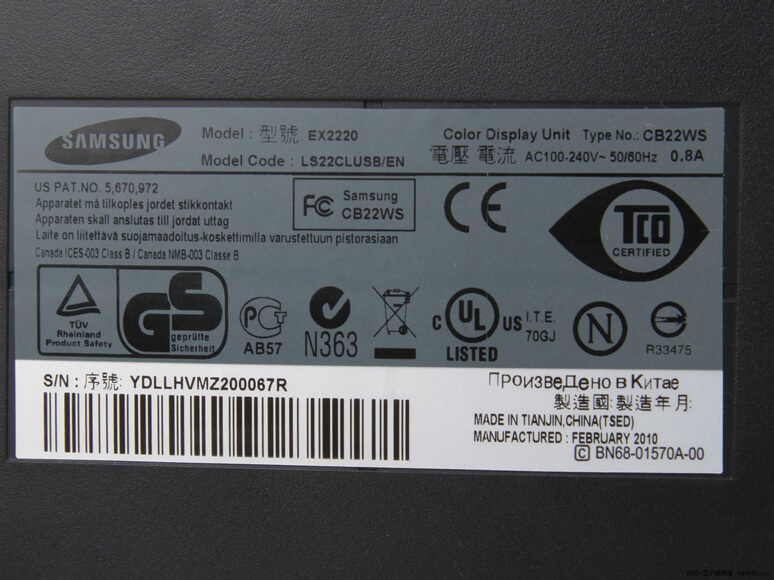 SAMSUNG
Model : 型號: EX2220
Model Code : LS22CLUSB/EN
Color Display Unit Type No.: CB22WS
電壓 電流 AC100-240V~ 50/60Hz 0.8A
US PAT.NO. 5,670,972
Apparatet må tilkoples jordet stikkontakt
Apparaten skall anslutas till jordat uttag
Laite on liitettävä suojamaadoitus-koskettimilla varustettuun pistorasiaan
Canada ICES-003 Class B / Canada NMB-003 Classe B
FC Samsung
CB22WS
CE
TCO
CERTIFIED
TÜV
Rheinland
Product Safety
GS
geprüfte
Sicherheit
PCT
AB57
N363
C UL US
LISTED
I.T.E.
70GJ
N
R33475
S/N : 序號: YDLLHVMZ200067R
Произведено в Китае
製造國: 製造年月:
MADE IN TIANJIN,CHINA(TSED)
MANUFACTURED : FEBRUARY 2010
C BN68-01570A-00